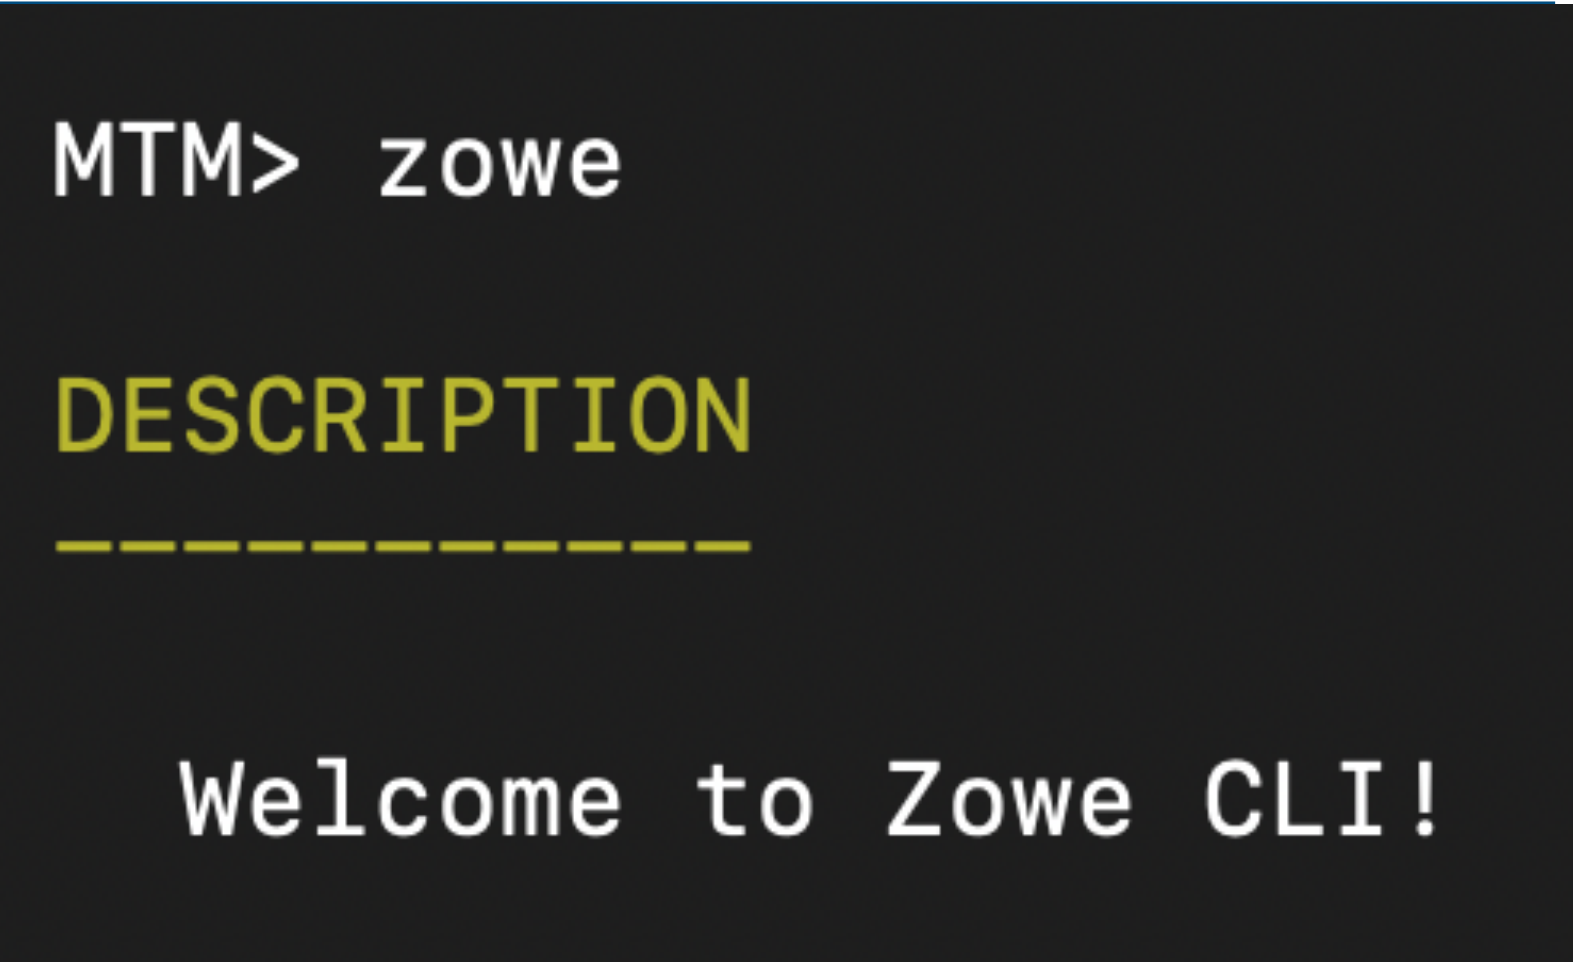 MTM> zowe
DESCRIPTION
-----------
Welcome to Zowe CLI!